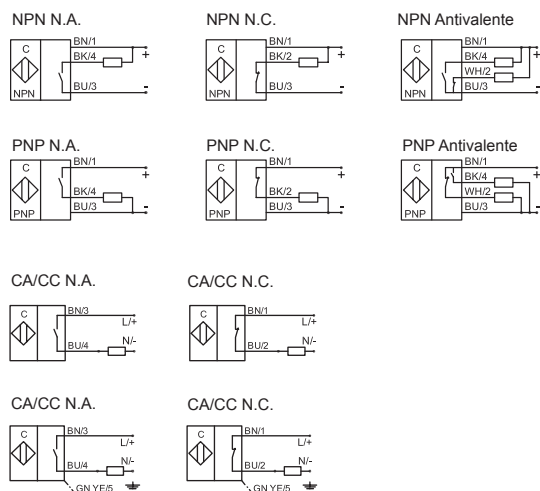 NPN N.A.
C
BN/1
BK/4
+
NPN
BU/3
-
NPN N.C.
C
BN/1
BK/2
+
NPN
BU/3
-
NPN Antivalente
C
BN/1
BK/4
+
WH/2
NPN
BU/3
-
PNP N.A.
C
BN/1
+
BK/4
PNP
BU/3
-
PNP N.C.
C
BN/1
+
BK/2
PNP
BU/3
-
PNP Antivalente
C
BN/1
BK/4
+
WH/2
PNP
BU/3
-
CA/CC N.A.
C
BN/3
L/+
N/-
BU/4
CA/CC N.C.
C
BN/1
L/+
N/-
BU/2
CA/CC N.A.
C
BN/3
L/+
N/-
BU/4
GN YE/5
CA/CC N.C.
C
BN/1
L/+
N/-
BU/2
GN YE/5